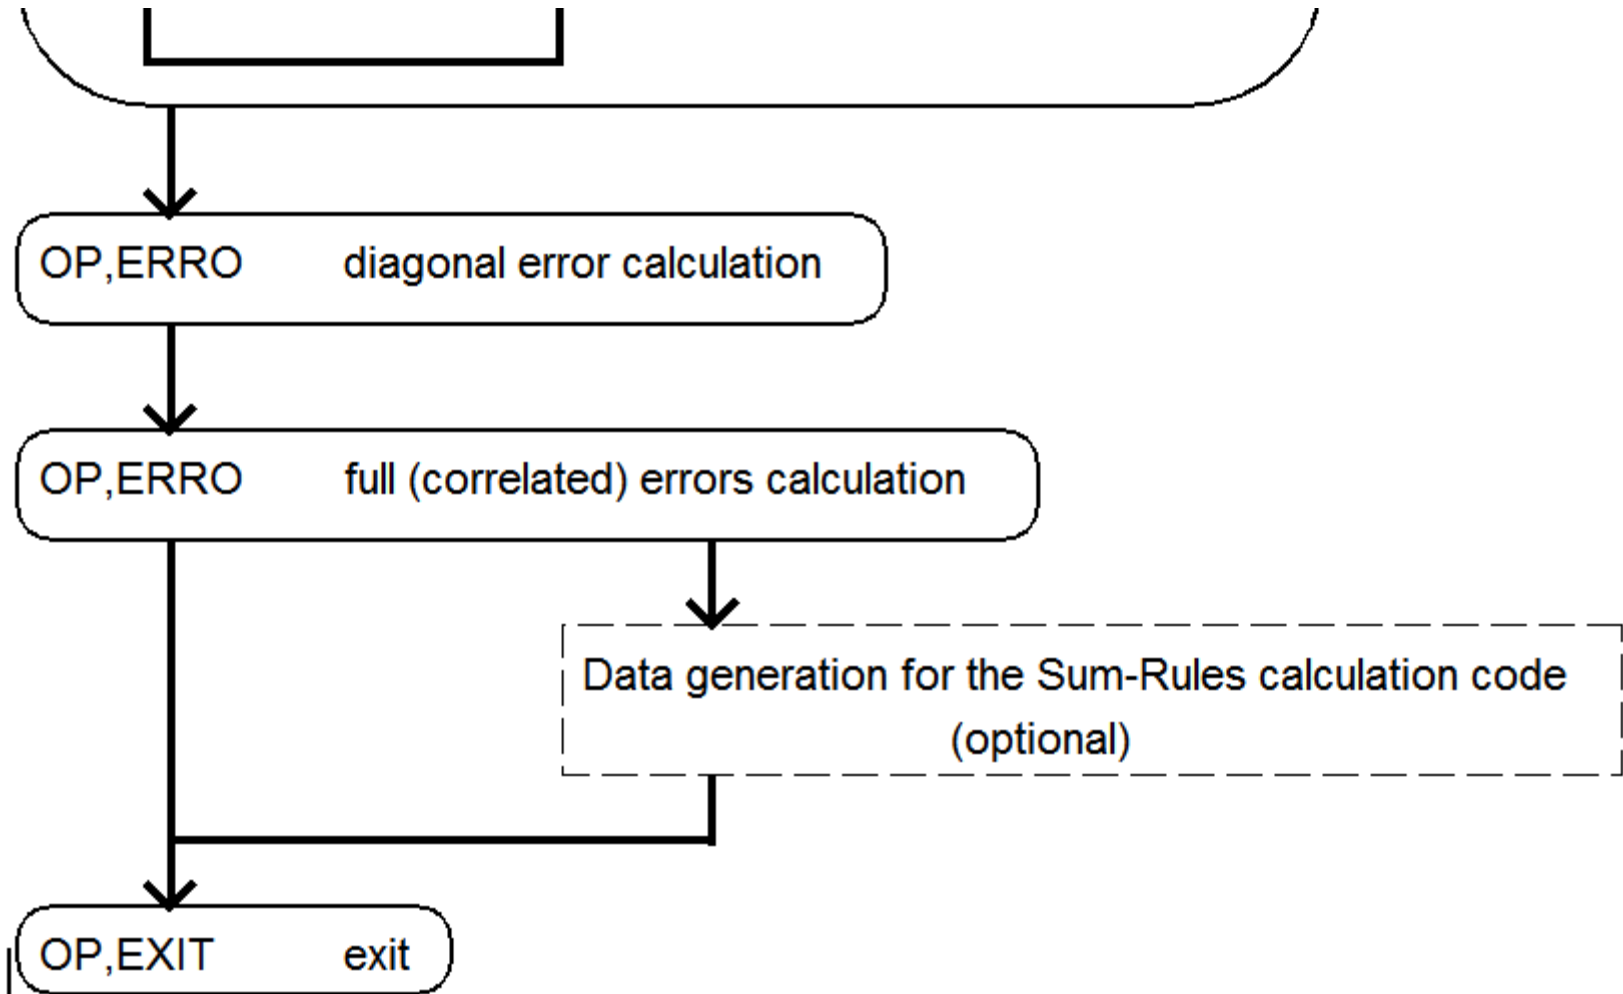 OP,ERRO diagonal error calculation
OP,ERRO full (correlated) errors calculation
Data generation for the Sum-Rules calculation code
(optional)
OP,EXIT exit